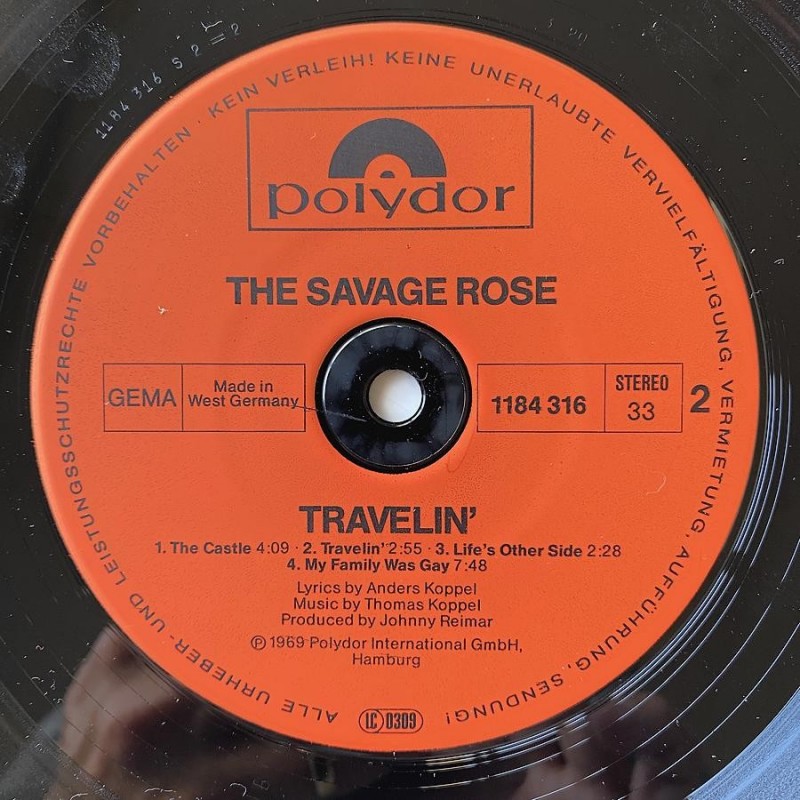 1184 316 S 2 = 2
ALLE URHEBER- UND LEISTUNGSSCHUTZRECHTE VORBEHALTEN · KEIN VERLEIH! KEINE UNERLAUBTE VERVIELFÄLTIGUNG, VERMIETUNG, AUFFÜHRUNG, SENDUNG!
polydor
THE SAVAGE ROSE
GEMA
Made in
West Germany
1184 316
STEREO
33
2
TRAVELIN'
1. The Castle 4:09 · 2. Travelin' 2:55 · 3. Life's Other Side 2:28
4. My Family Was Gay 7:48
Lyrics by Anders Koppel
Music by Thomas Koppel
Produced by Johnny Reimar
Ⓟ 1969 Polydor International GmbH,
Hamburg
LC 0309